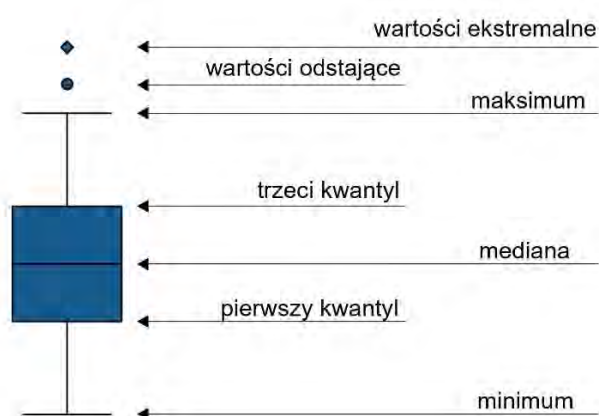 wartości ekstremalne
wartości odstające
maksimum
trzeci kwantyl
mediana
pierwszy kwantyl
minimum